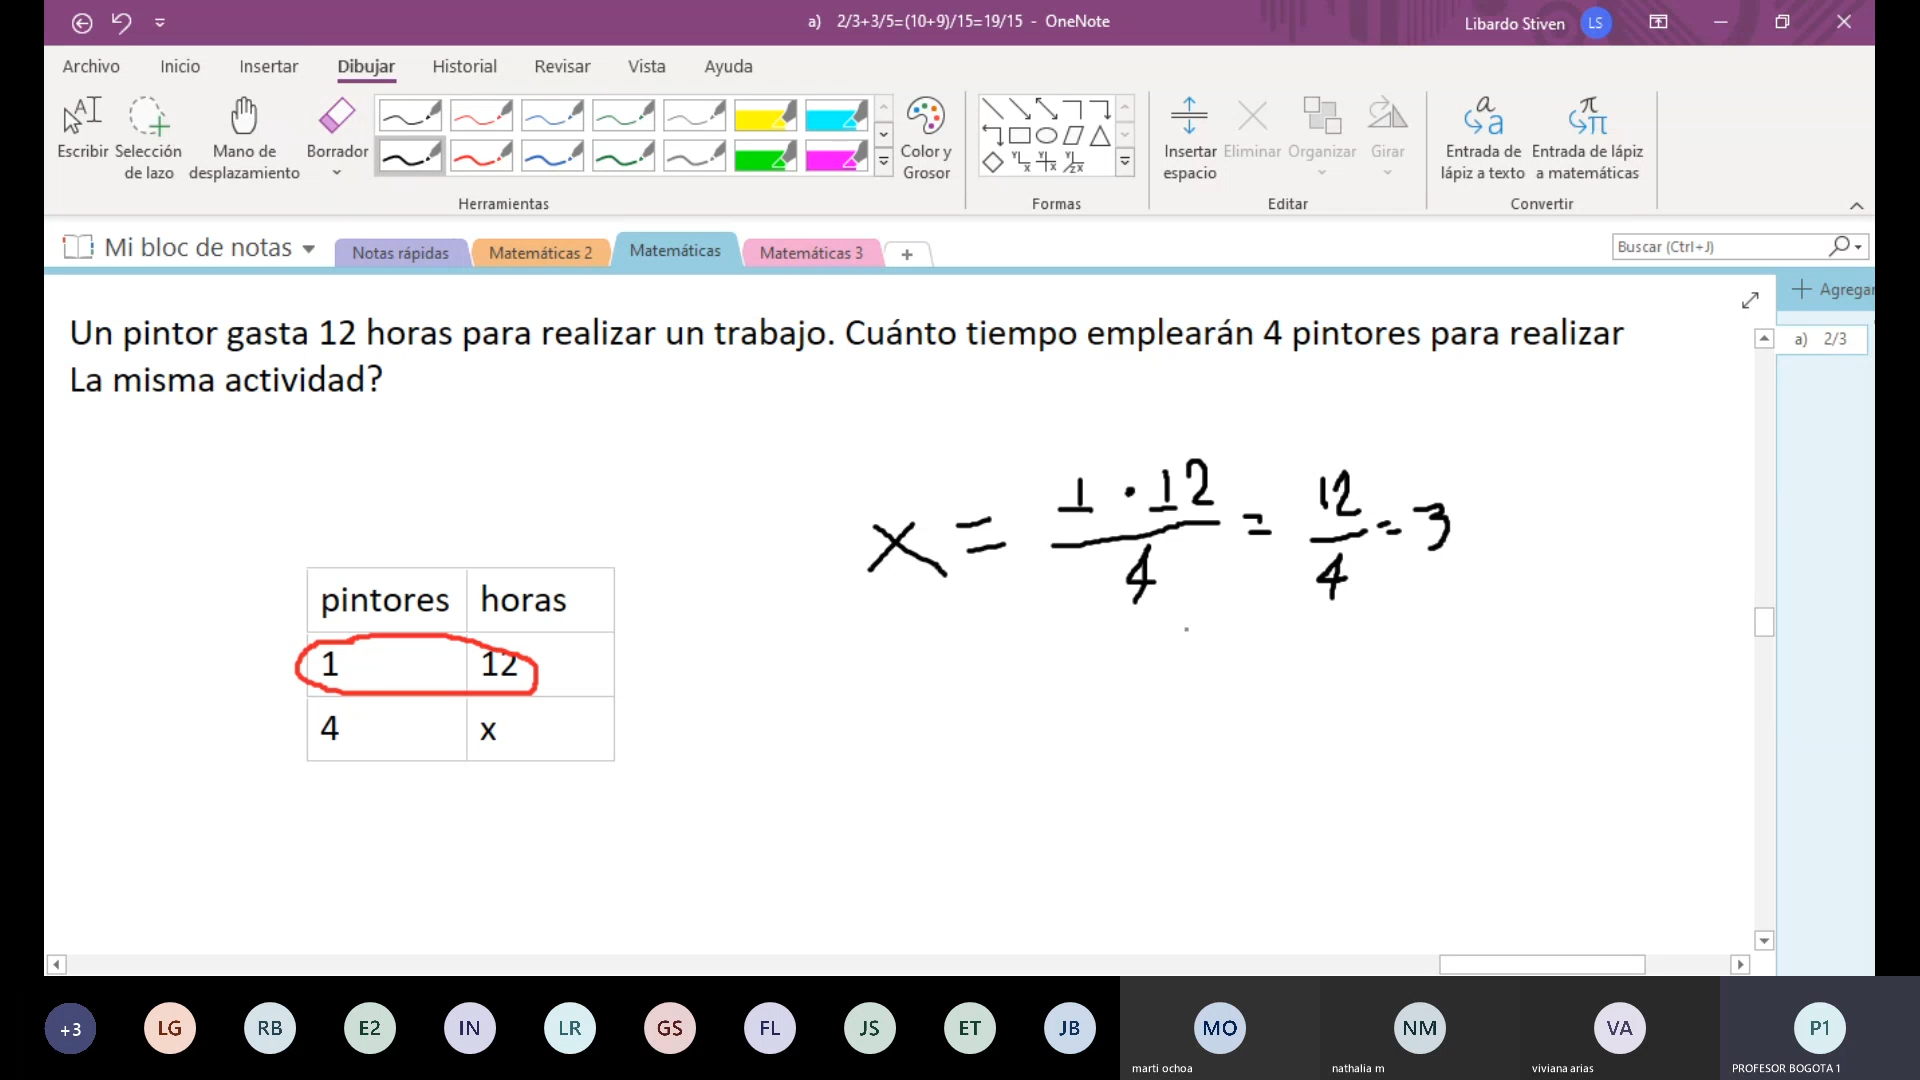 a) 2/3+3/5=(10+9)/15=19/15 - OneNote
Libardo Stiven LS
Archivo Inicio Insertar Dibujar Historial Revisar Vista Ayuda
Escribir
Selección de lazo
Mano de desplazamiento
Borrador
Color y Grosor
Insertar espacio
Eliminar
Organizar
Girar
Entrada de lápiz a texto
Entrada de lápiz a matemáticas
Herramientas Formas Editar Convertir
Mi bloc de notas Notas rápidas Matemáticas 2 Matemáticas Matemáticas 3 +
Buscar (Ctrl+J)
Agregar
a) 2/3
Un pintor gasta 12 horas para realizar un trabajo. Cuánto tiempo emplearán 4 pintores para realizar
La misma actividad?
x = 1 · 12 / 4 = 12 / 4 = 3
pintores horas
1 12
4 x
+3 LG RB E2 IN LR GS FL JS ET JB MO NM VA P1
marti ochoa nathalia m viviana arias PROFESOR BOGOTA 1